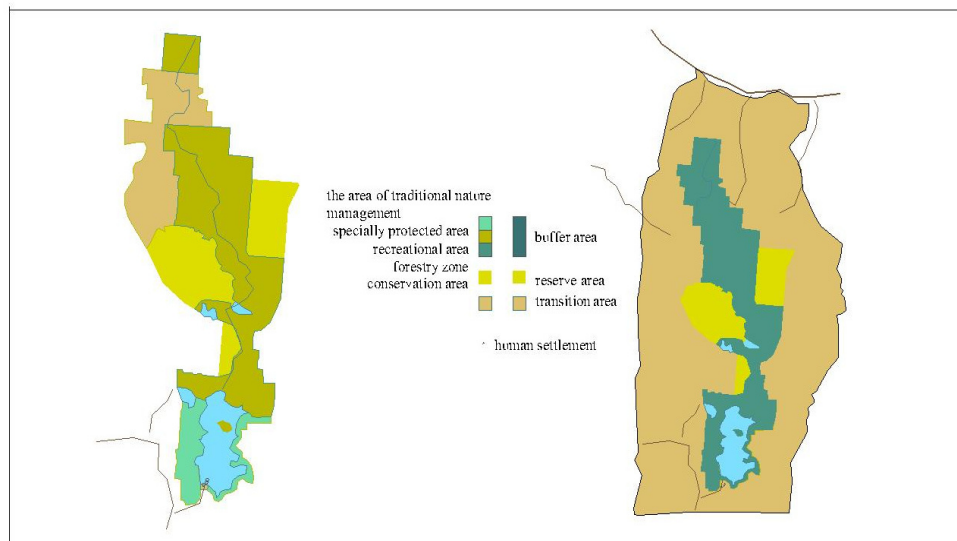 the area of traditional nature
management
specially protected area
recreational area
buffer area
forestry zone
conservation area
reserve area
transition area
human settlement